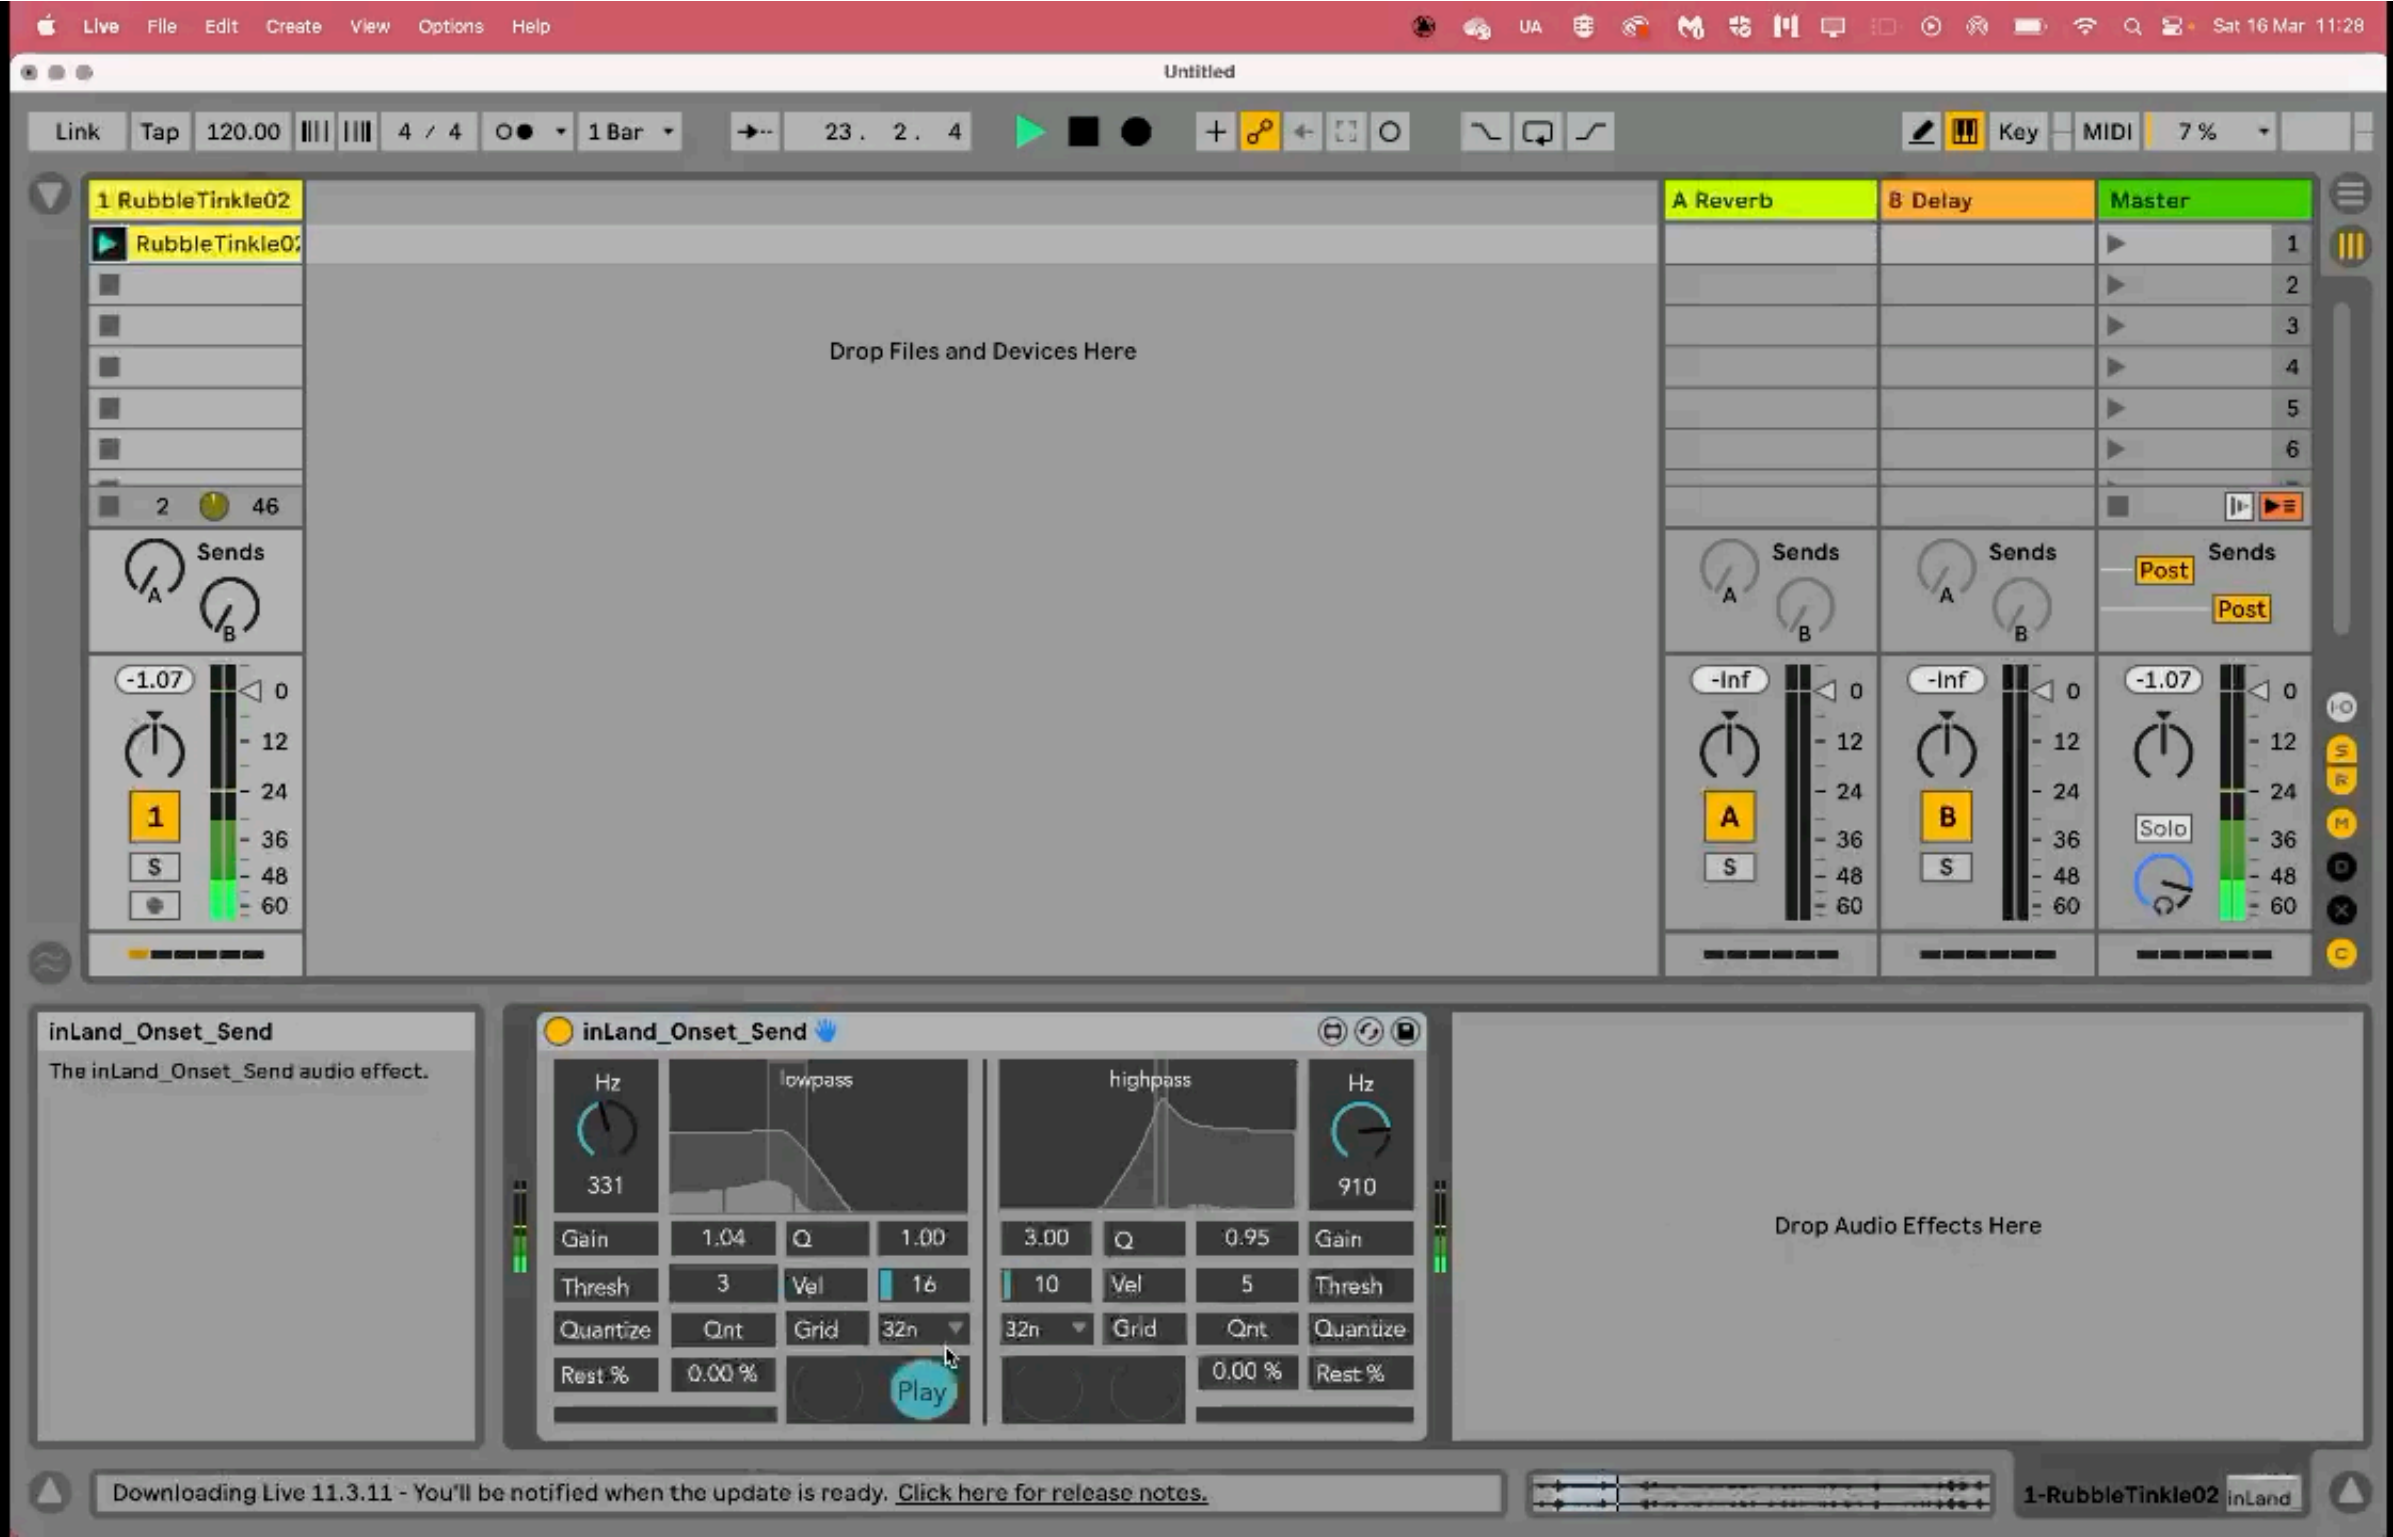 Live File Edit Create View Options Help UA Sat 16 Mar 11:28
Untitled
Link Tap 120.00 4 / 4 1 Bar 23. 2. 4 Key MIDI 7 %
1 RubbleTinkle02 A Reverb B Delay Master
RubbleTinkle02 1
2
3
Drop Files and Devices Here
4
5
6
2 46
Sends Sends Sends Sends
A A A Post
B B B Post
-1.07 0 -Inf 0 -Inf 0 -1.07 0
I-O
12 12 12 12
S
R
24 24 24 24
1 A B Solo M
36 36 36 36
S S S D
48 48 48 48
60 60 60 60
X
C
inLand_Onset_Send
The inLand_Onset_Send audio effect.
inLand_Onset_Send
Hz lowpass highpass Hz
331 910
Gain 1.04 Q 1.00 3.00 Q 0.95 Gain
Thresh 3 Vel 16 10 Vel 5 Thresh
Quantize Qnt Grid 32n 32n Grid Qnt Quantize
Rest % 0.00 % Play 0.00 % Rest %
Drop Audio Effects Here
Downloading Live 11.3.11 - You'll be notified when the update is ready. Click here for release notes.
1-RubbleTinkle02 inLand_